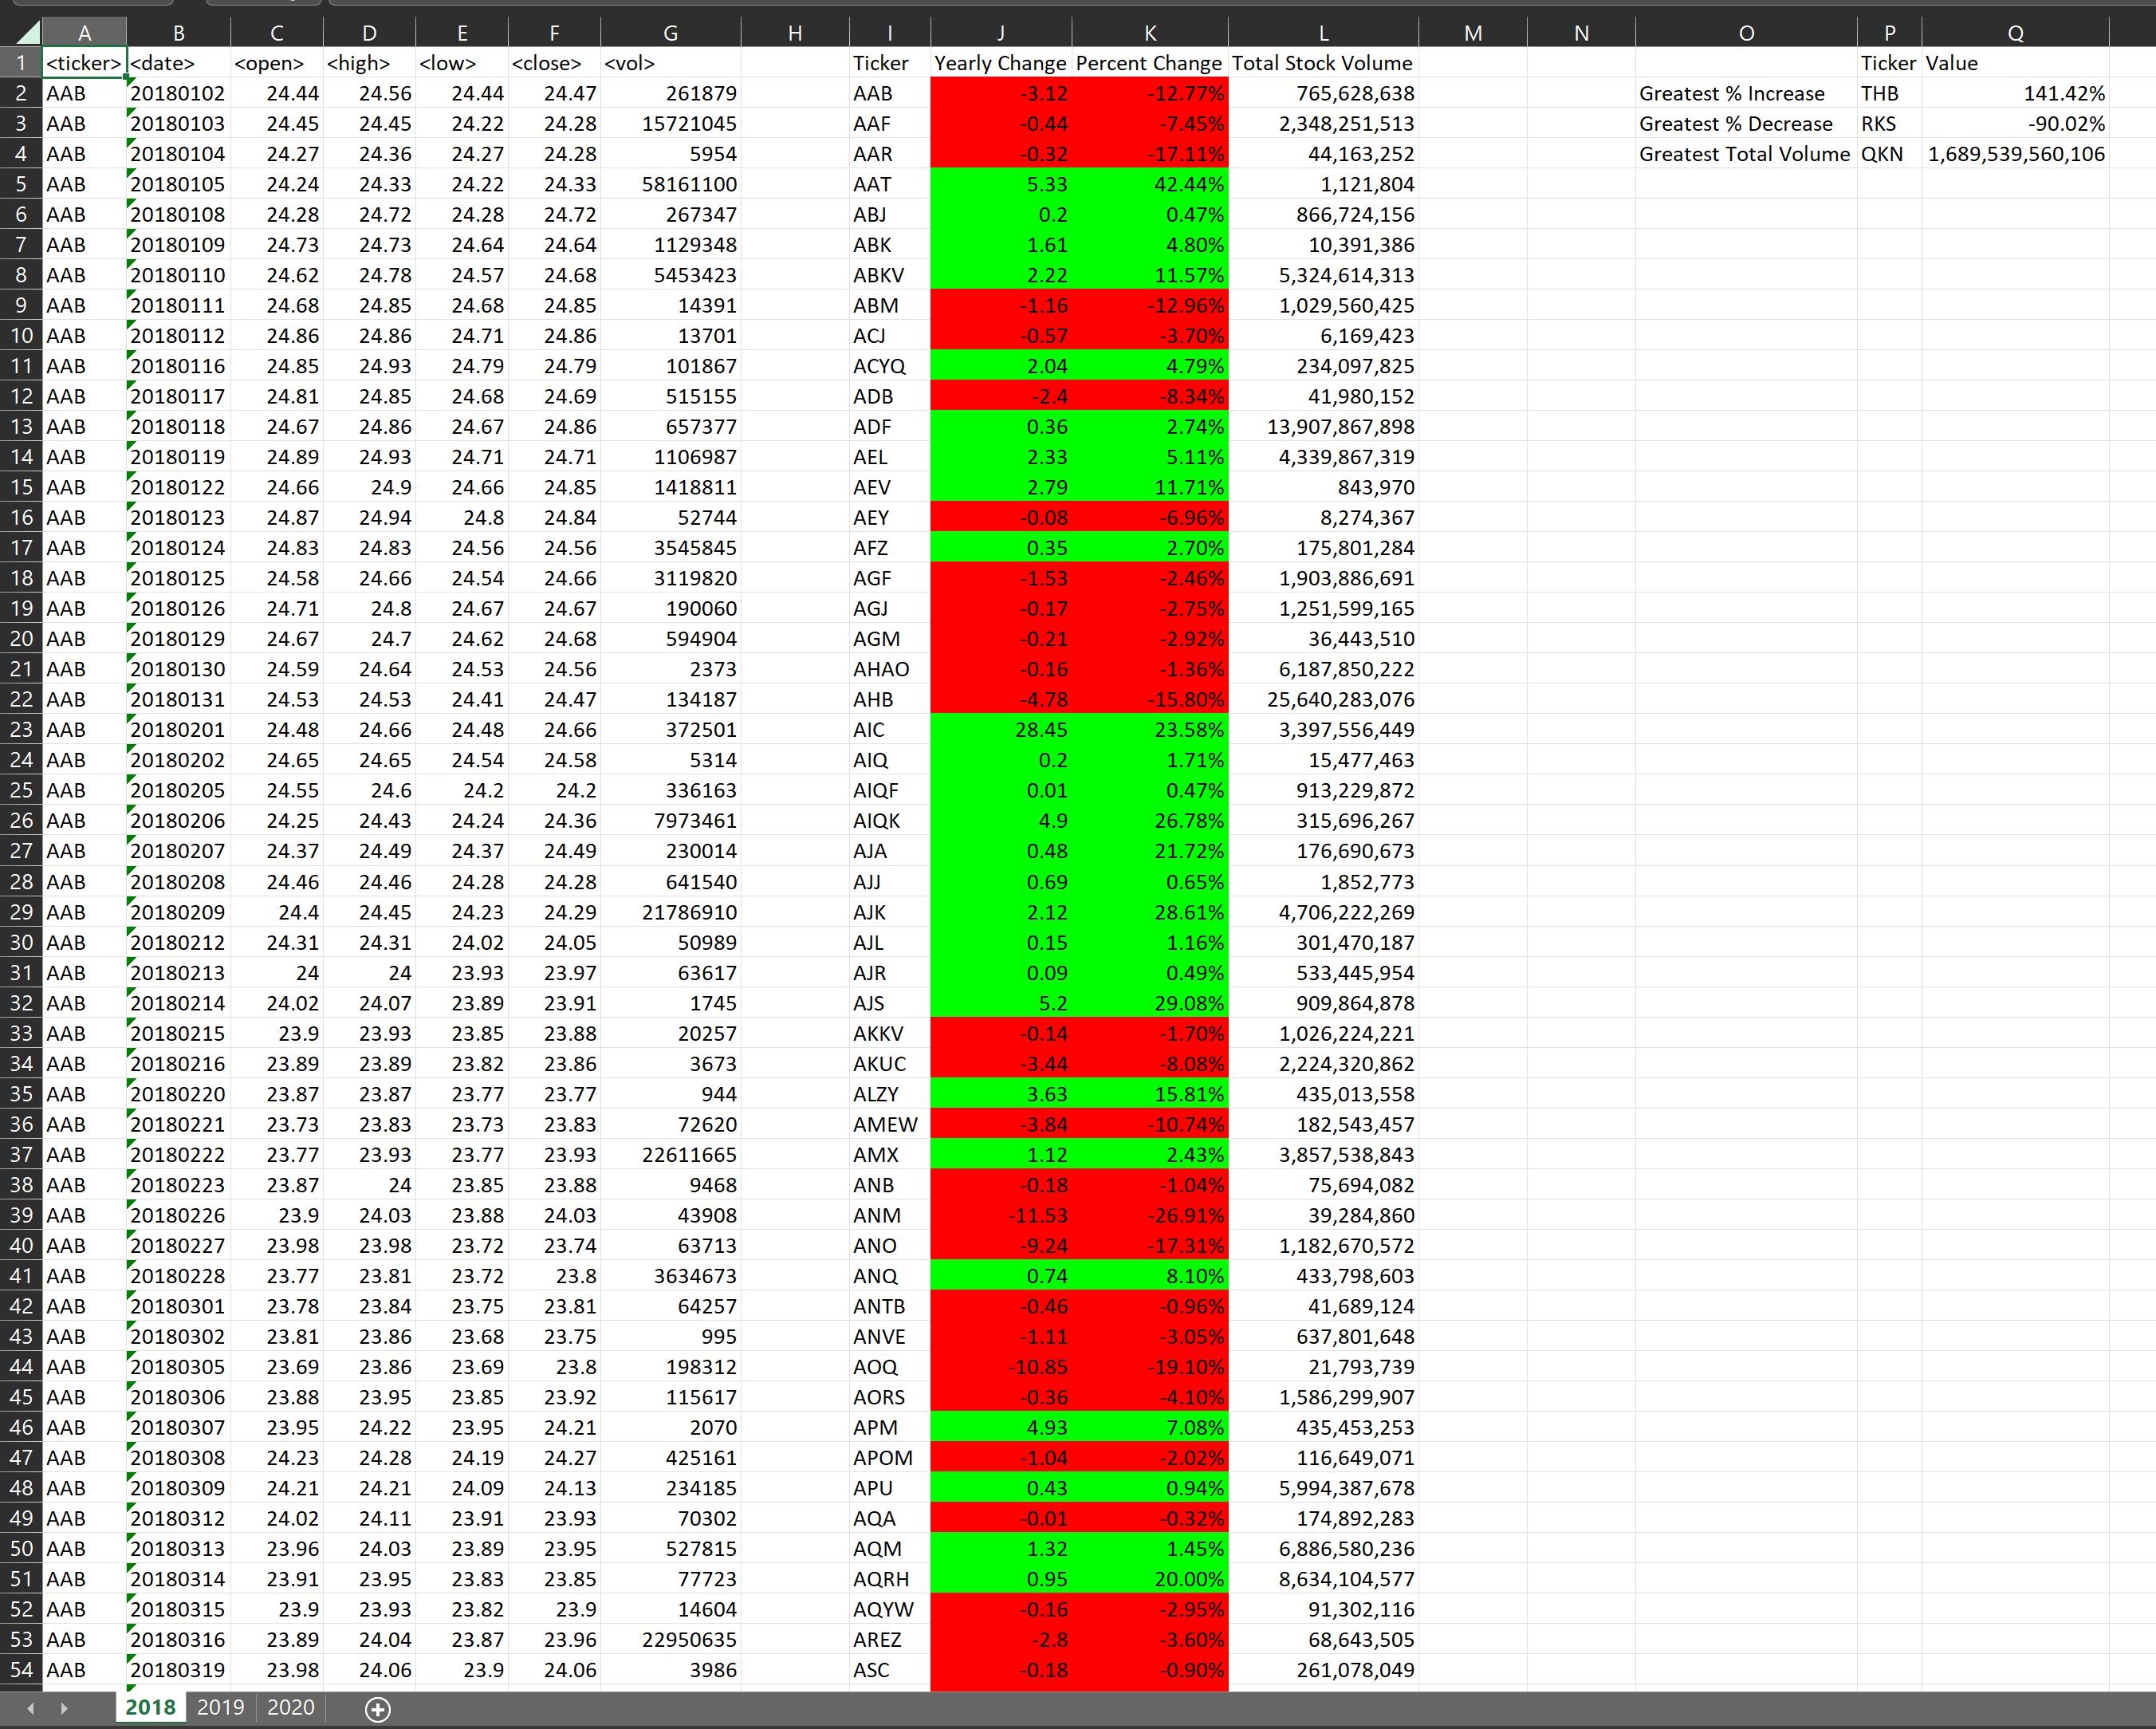 A B C D E F G H I J K L M N O P Q
1 <ticker> <date> <open> <high> <low> <close> <vol> Ticker Yearly Change Percent Change Total Stock Volume Ticker Value
2 AAB 20180102 24.44 24.56 24.44 24.47 261879 AAB -3.12 -12.77% 765,628,638 Greatest % Increase THB 141.42%
3 AAB 20180103 24.45 24.45 24.22 24.28 15721045 AAF -0.44 -7.45% 2,348,251,513 Greatest % Decrease RKS -90.02%
4 AAB 20180104 24.27 24.36 24.27 24.28 5954 AAR -0.32 -17.11% 44,163,252 Greatest Total Volume QKN 1,689,539,560,106
5 AAB 20180105 24.24 24.33 24.22 24.33 58161100 AAT 5.33 42.44% 1,121,804
6 AAB 20180108 24.28 24.72 24.28 24.72 267347 ABJ 0.2 0.47% 866,724,156
7 AAB 20180109 24.73 24.73 24.64 24.64 1129348 ABK 1.61 4.80% 10,391,386
8 AAB 20180110 24.62 24.78 24.57 24.68 5453423 ABKV 2.22 11.57% 5,324,614,313
9 AAB 20180111 24.68 24.85 24.68 24.85 14391 ABM -1.16 -12.96% 1,029,560,425
10 AAB 20180112 24.86 24.86 24.71 24.86 13701 ACJ -0.57 -3.70% 6,169,423
11 AAB 20180116 24.85 24.93 24.79 24.79 101867 ACYQ 2.04 4.79% 234,097,825
12 AAB 20180117 24.81 24.85 24.68 24.69 515155 ADB -2.4 -8.34% 41,980,152
13 AAB 20180118 24.67 24.86 24.67 24.86 657377 ADF 0.36 2.74% 13,907,867,898
14 AAB 20180119 24.89 24.93 24.71 24.71 1106987 AEL 2.33 5.11% 4,339,867,319
15 AAB 20180122 24.66 24.9 24.66 24.85 1418811 AEV 2.79 11.71% 843,970
16 AAB 20180123 24.87 24.94 24.8 24.84 52744 AEY -0.08 -6.96% 8,274,367
17 AAB 20180124 24.83 24.83 24.56 24.56 3545845 AFZ 0.35 2.70% 175,801,284
18 AAB 20180125 24.58 24.66 24.54 24.66 3119820 AGF -1.53 -2.46% 1,903,886,691
19 AAB 20180126 24.71 24.8 24.67 24.67 190060 AGJ -0.17 -2.75% 1,251,599,165
20 AAB 20180129 24.67 24.7 24.62 24.68 594904 AGM -0.21 -2.92% 36,443,510
21 AAB 20180130 24.59 24.64 24.53 24.56 2373 AHAO -0.16 -1.36% 6,187,850,222
22 AAB 20180131 24.53 24.53 24.41 24.47 134187 AHB -4.78 -15.80% 25,640,283,076
23 AAB 20180201 24.48 24.66 24.48 24.66 372501 AIC 28.45 23.58% 3,397,556,449
24 AAB 20180202 24.65 24.65 24.54 24.58 5314 AIQ 0.2 1.71% 15,477,463
25 AAB 20180205 24.55 24.6 24.2 24.2 336163 AIQF 0.01 0.47% 913,229,872
26 AAB 20180206 24.25 24.43 24.24 24.36 7973461 AIQK 4.9 26.78% 315,696,267
27 AAB 20180207 24.37 24.49 24.37 24.49 230014 AJA 0.48 21.72% 176,690,673
28 AAB 20180208 24.46 24.46 24.28 24.28 641540 AJJ 0.69 0.65% 1,852,773
29 AAB 20180209 24.4 24.45 24.23 24.29 21786910 AJK 2.12 28.61% 4,706,222,269
30 AAB 20180212 24.31 24.31 24.02 24.05 50989 AJL 0.15 1.16% 301,470,187
31 AAB 20180213 24 24 23.93 23.97 63617 AJR 0.09 0.49% 533,445,954
32 AAB 20180214 24.02 24.07 23.89 23.91 1745 AJS 5.2 29.08% 909,864,878
33 AAB 20180215 23.9 23.93 23.85 23.88 20257 AKKV -0.14 -1.70% 1,026,224,221
34 AAB 20180216 23.89 23.89 23.82 23.86 3673 AKUC -3.44 -8.08% 2,224,320,862
35 AAB 20180220 23.87 23.87 23.77 23.77 944 ALZY 3.63 15.81% 435,013,558
36 AAB 20180221 23.73 23.83 23.73 23.83 72620 AMEW -3.84 -10.74% 182,543,457
37 AAB 20180222 23.77 23.93 23.77 23.93 22611665 AMX 1.12 2.43% 3,857,538,843
38 AAB 20180223 23.87 24 23.85 23.88 9468 ANB -0.18 -1.04% 75,694,082
39 AAB 20180226 23.9 24.03 23.88 24.03 43908 ANM -11.53 -26.91% 39,284,860
40 AAB 20180227 23.98 23.98 23.72 23.74 63713 ANO -9.24 -17.31% 1,182,670,572
41 AAB 20180228 23.77 23.81 23.72 23.8 3634673 ANQ 0.74 8.10% 433,798,603
42 AAB 20180301 23.78 23.84 23.75 23.81 64257 ANTB -0.46 -0.96% 41,689,124
43 AAB 20180302 23.81 23.86 23.68 23.75 995 ANVE -1.11 -3.05% 637,801,648
44 AAB 20180305 23.69 23.86 23.69 23.8 198312 AOQ -10.85 -19.10% 21,793,739
45 AAB 20180306 23.88 23.95 23.85 23.92 115617 AORS -0.36 -4.10% 1,586,299,907
46 AAB 20180307 23.95 24.22 23.95 24.21 2070 APM 4.93 7.08% 435,453,253
47 AAB 20180308 24.23 24.28 24.19 24.27 425161 APOM -1.04 -2.02% 116,649,071
48 AAB 20180309 24.21 24.21 24.09 24.13 234185 APU 0.43 0.94% 5,994,387,678
49 AAB 20180312 24.02 24.11 23.91 23.93 70302 AQA -0.01 -0.32% 174,892,283
50 AAB 20180313 23.96 24.03 23.89 23.95 527815 AQM 1.32 1.45% 6,886,580,236
51 AAB 20180314 23.91 23.95 23.83 23.85 77723 AQRH 0.95 20.00% 8,634,104,577
52 AAB 20180315 23.9 23.93 23.82 23.9 14604 AQYW -0.16 -2.95% 91,302,116
53 AAB 20180316 23.89 24.04 23.87 23.96 22950635 AREZ -2.8 -3.60% 68,643,505
54 AAB 20180319 23.98 24.06 23.9 24.06 3986 ASC -0.18 -0.90% 261,078,049
2018 2019 2020